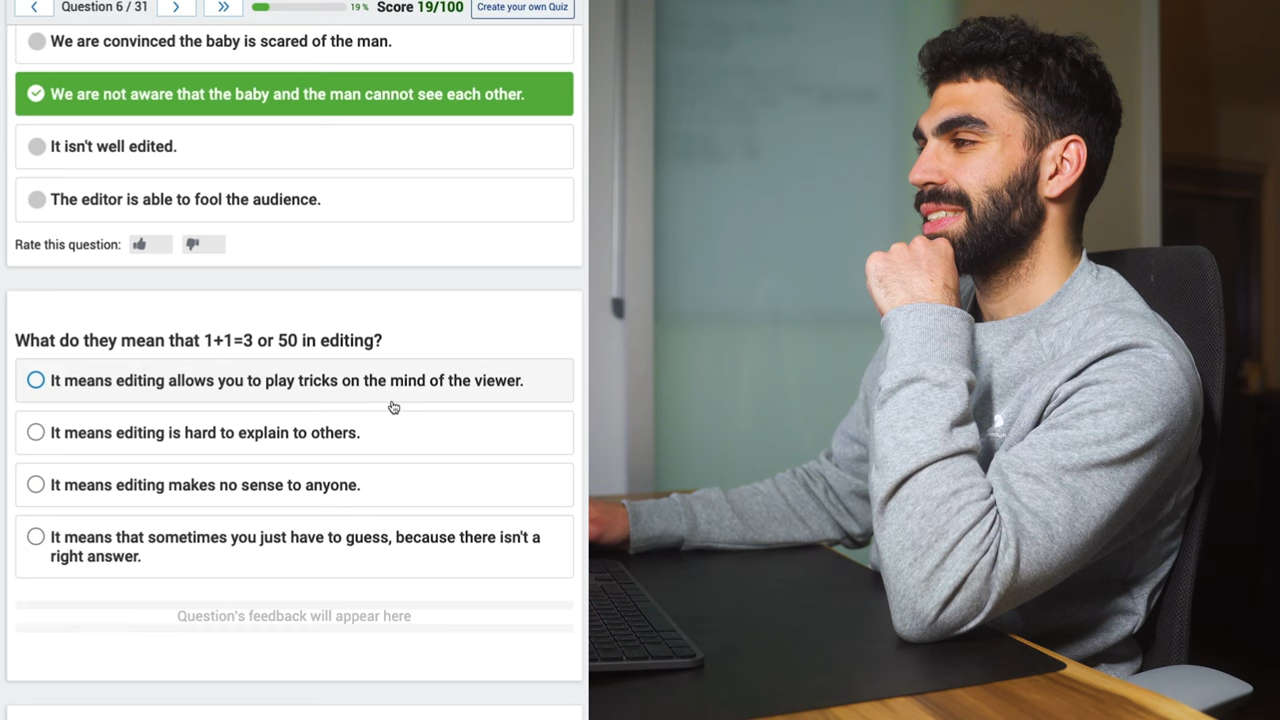 Question 6 / 31
19 %
Score 19/100
Create your own Quiz
We are convinced the baby is scared of the man.
We are not aware that the baby and the man cannot see each other.
It isn't well edited.
The editor is able to fool the audience.
Rate this question:
What do they mean that 1+1=3 or 50 in editing?
It means editing allows you to play tricks on the mind of the viewer.
It means editing is hard to explain to others.
It means editing makes no sense to anyone.
It means that sometimes you just have to guess, because there isn't a
right answer.
Question's feedback will appear here